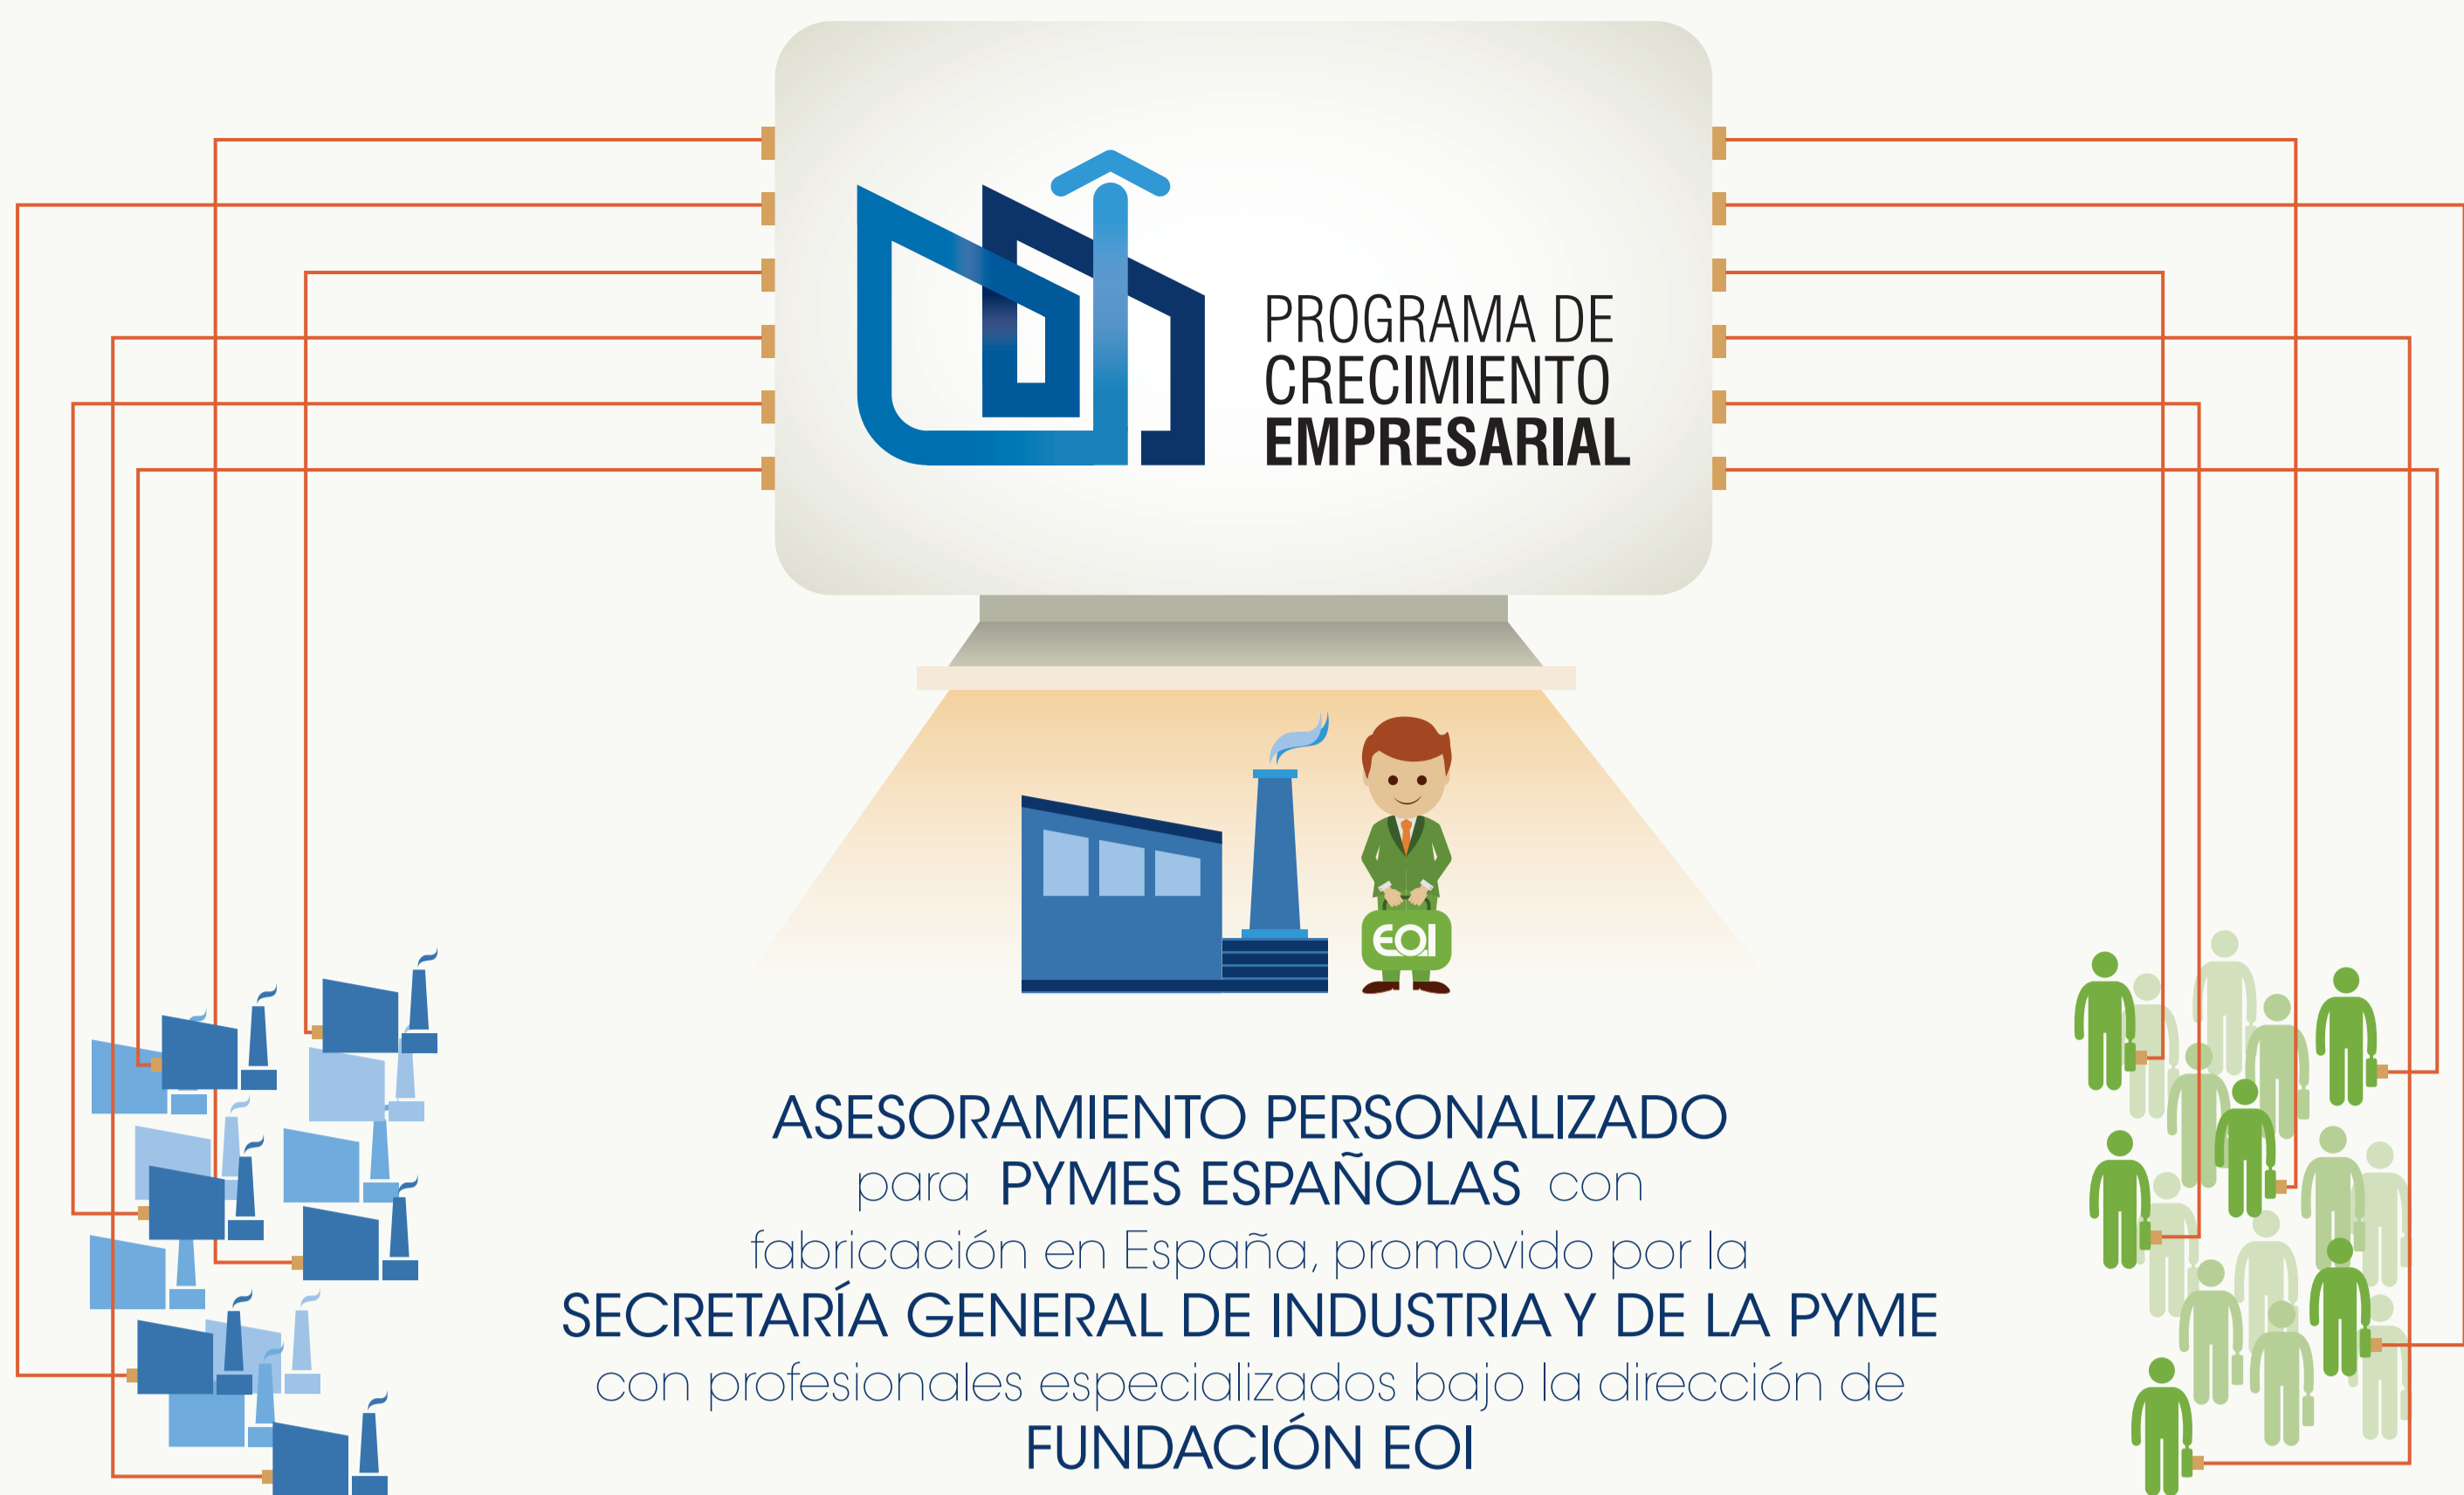 PROGRAMA DE
CRECIMIENTO
EMPRESARIAL
EOI
ASESORAMIENTO PERSONALIZADO
para PYMES ESPAÑOLAS con
fabricación en España, promovido por la
SECRETARÍA GENERAL DE INDUSTRIA Y DE LA PYME
con profesionales especializados bajo la dirección de
FUNDACIÓN EOI